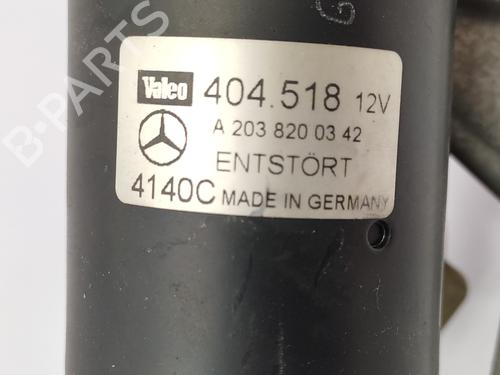 G
Valeo 404.518 12V
A 203 820 03 42
ENTSTÖRT
4140C MADE IN GERMANY
B-PARTS